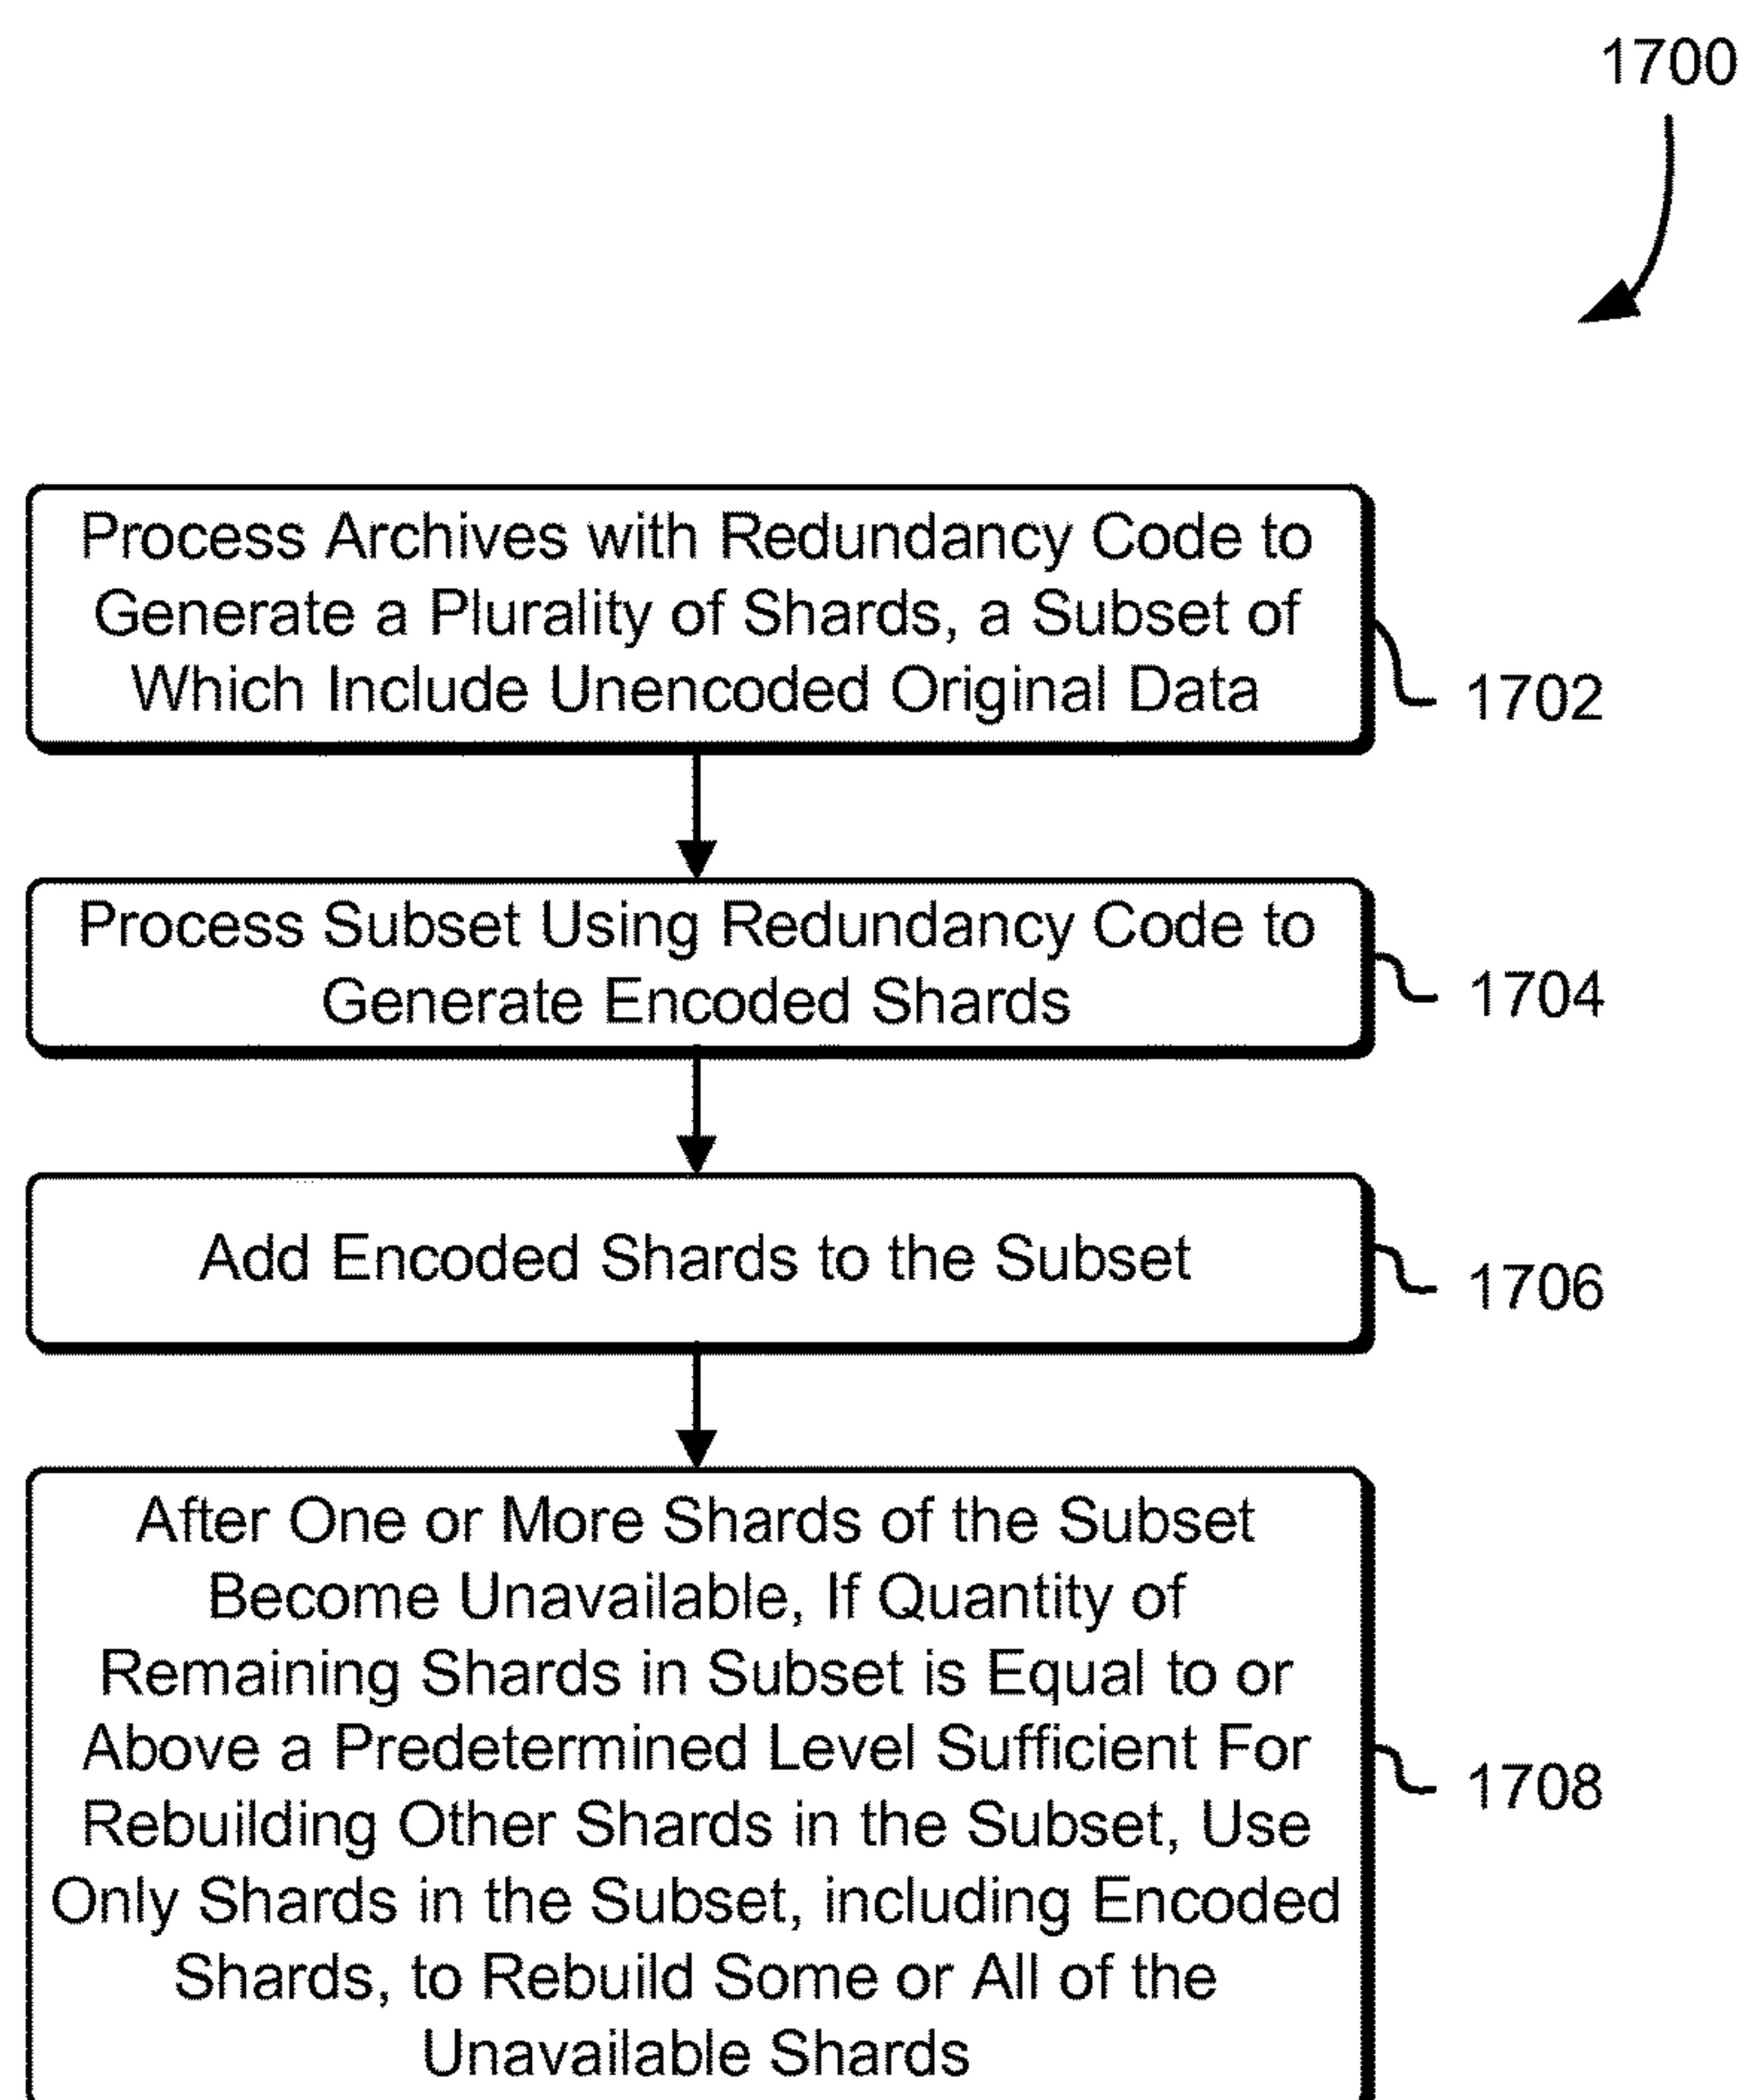 1700
Process Archives with Redundancy Code to
Generate a Plurality of Shards, a Subset of
Which Include Unencoded Original Data
1702
Process Subset Using Redundancy Code to
Generate Encoded Shards
1704
Add Encoded Shards to the Subset
1706
After One or More Shards of the Subset
Become Unavailable, If Quantity of
Remaining Shards in Subset is Equal to or
Above a Predetermined Level Sufficient For
Rebuilding Other Shards in the Subset, Use
Only Shards in the Subset, including Encoded
Shards, to Rebuild Some or All of the
Unavailable Shards
1708